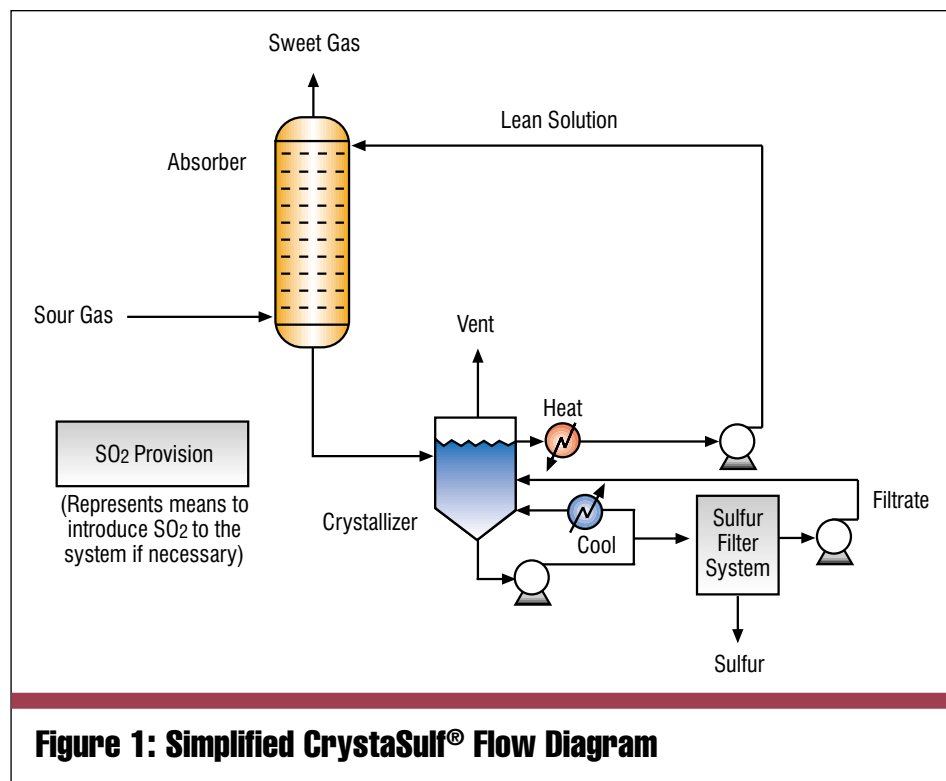 Sweet Gas
Lean Solution
Absorber
Sour Gas
Vent
Heat
SO2 Provision
(Represents means to
introduce SO2 to the
system if necessary)
Crystallizer
Cool
Filtrate
Sulfur
Filter
System
Sulfur
Figure 1: Simplified CrystaSulf® Flow Diagram